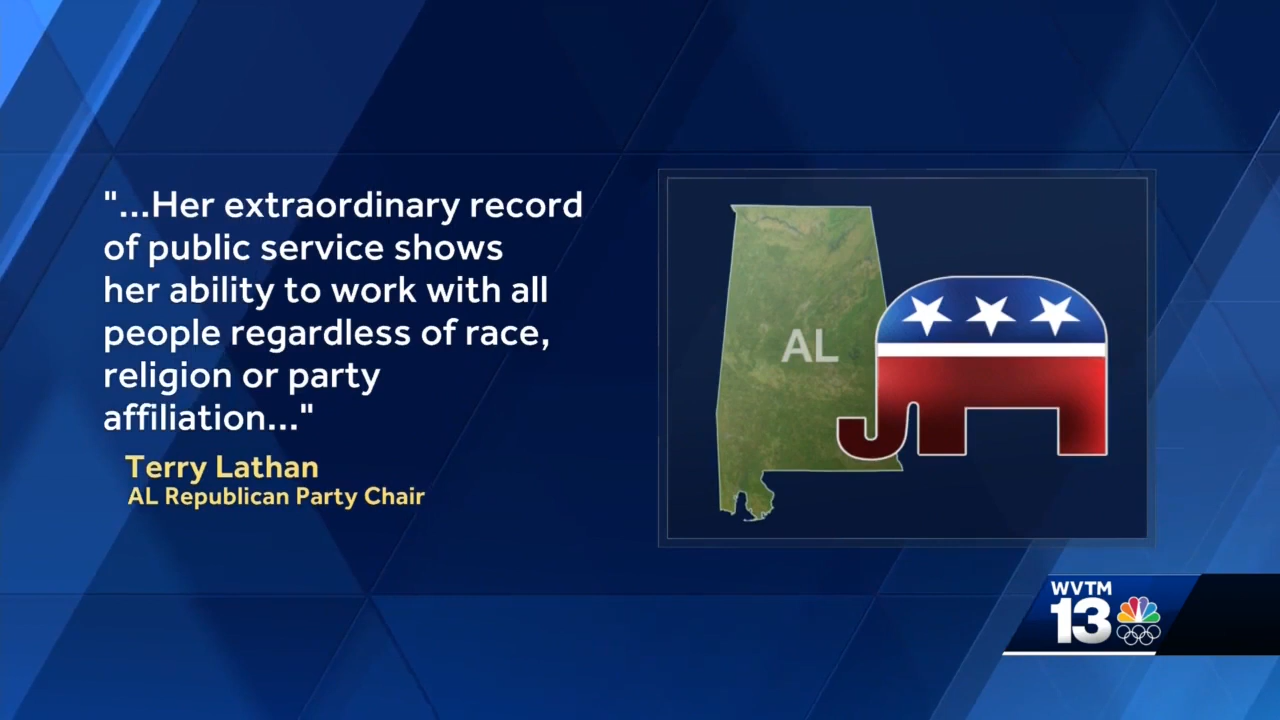 "...Her extraordinary record
of public service shows
her ability to work with all
people regardless of race,
religion or party
affiliation..."
Terry Lathan
AL Republican Party Chair
AL
WVTM
13